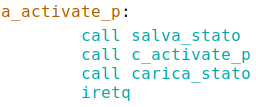 a_activate_p:
        call salva_stato
        call c_activate_p
        call carica_stato
        iretq